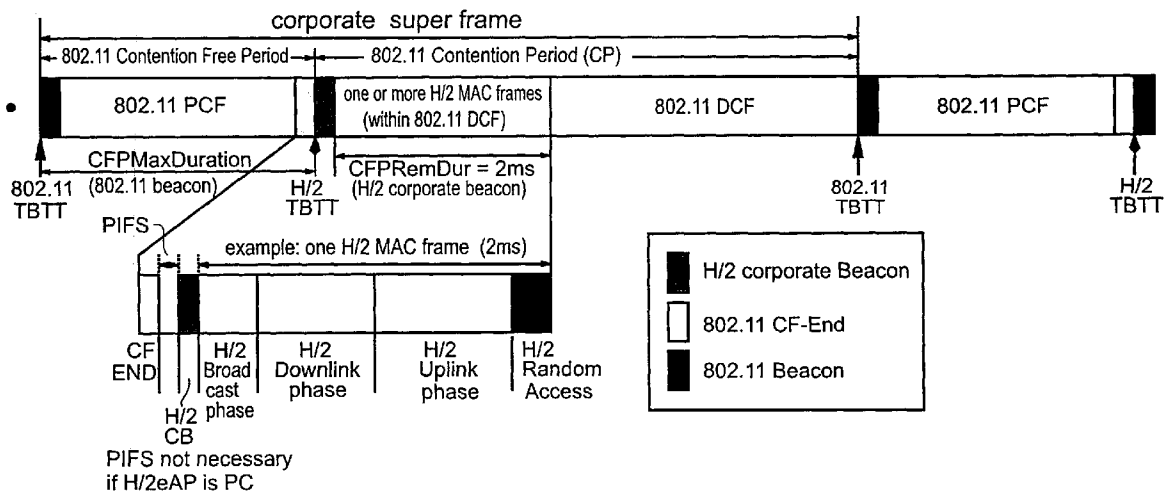 corporate super frame
802.11 Contention Free Period
802.11 Contention Period (CP)
802.11 PCF
one or more H/2 MAC frames
(within 802.11 DCF)
802.11 DCF
802.11 PCF
CFPMaxDuration
(802.11 beacon)
CFPRemDur = 2ms
(H/2 corporate beacon)
802.11
TBTT
H/2
TBTT
802.11
TBTT
H/2
TBTT
PIFS
example: one H/2 MAC frame (2ms)
CF
END
H/2
CB
H/2
Broad
cast
phase
H/2
Downlink
phase
H/2
Uplink
phase
H/2
Random
Access
PIFS not necessary
if H/2eAP is PC
H/2 corporate Beacon
802.11 CF-End
802.11 Beacon